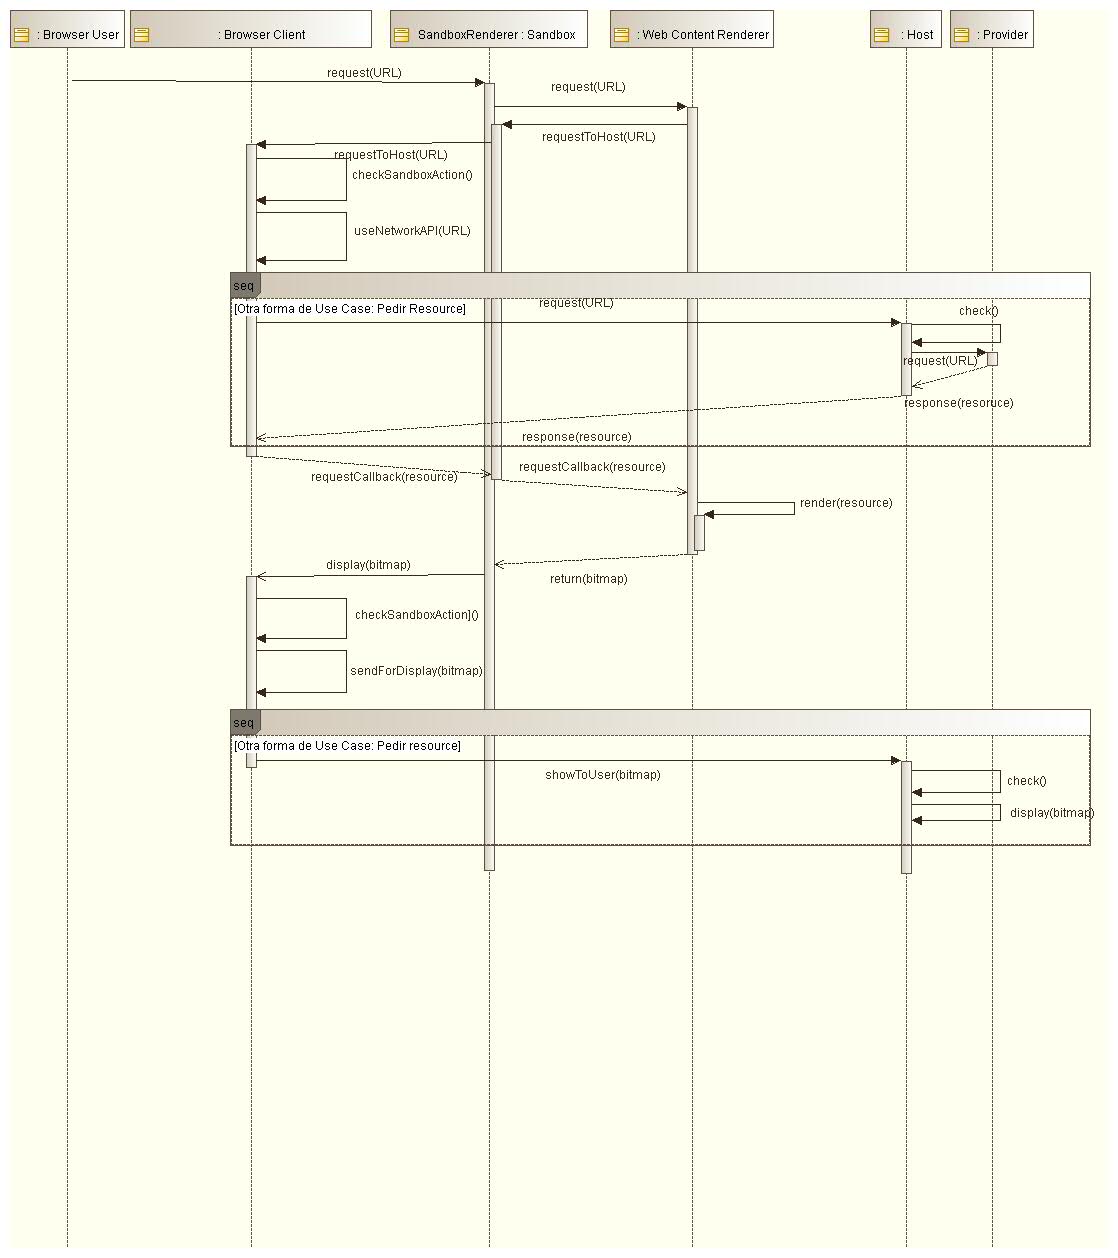 : Browser User
: Browser Client
SandboxRenderer : Sandbox
: Web Content Renderer
: Host
: Provider
request(URL)
request(URL)
requestToHost(URL)
requestToHost(URL)
checkSandboxAction()
useNetworkAPI(URL)
seq
[Otra forma de Use Case: Pedir Resource]
request(URL)
check()
request(URL)
response(resoruce)
response(resource)
requestCallback(resource)
requestCallback(resource)
render(resource)
display(bitmap)
return(bitmap)
checkSandboxAction]()
sendForDisplay(bitmap)
seq
[Otra forma de Use Case: Pedir resource]
showToUser(bitmap)
check()
display(bitmap)